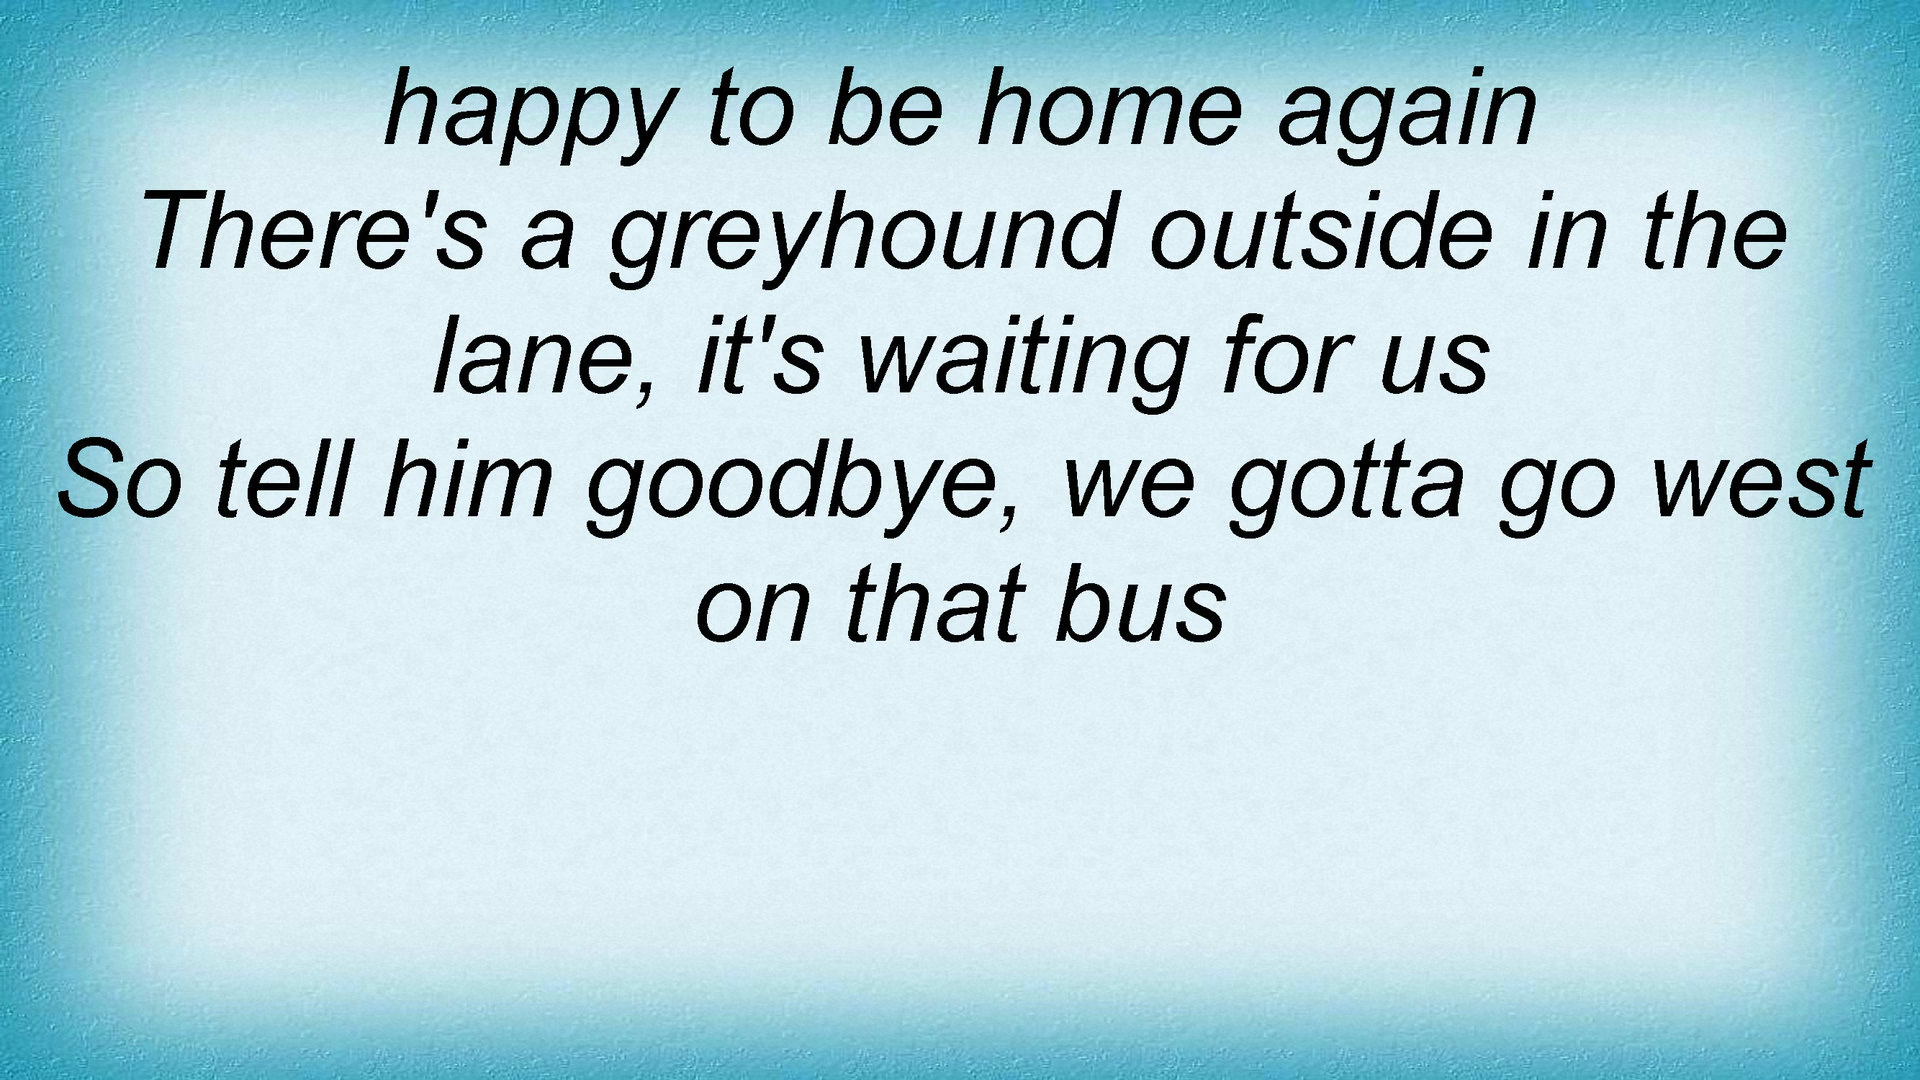 happy to be home again
There's a greyhound outside in the
lane, it's waiting for us
So tell him goodbye, we gotta go west
on that bus